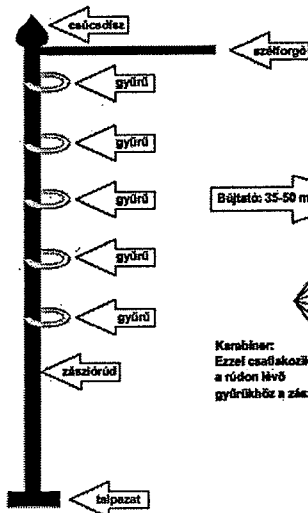 csúcsdísz
szélforgó
gyűrű
gyűrű
gyűrű
Bújtató: 35-50 m
gyűrű
gyűrű
Karabiner:
Ezzel csatlakozik
a rúdon lévő
gyűrűkhöz a zász
zászlórúd
talpazat